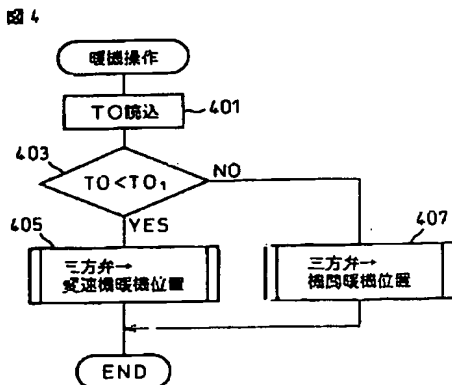 図 4
暖機操作
TO読込
401
403
TO<TO₁
NO
YES
405
三方弁→
変速機暖機位置
407
三方弁→
機関暖機位置
END